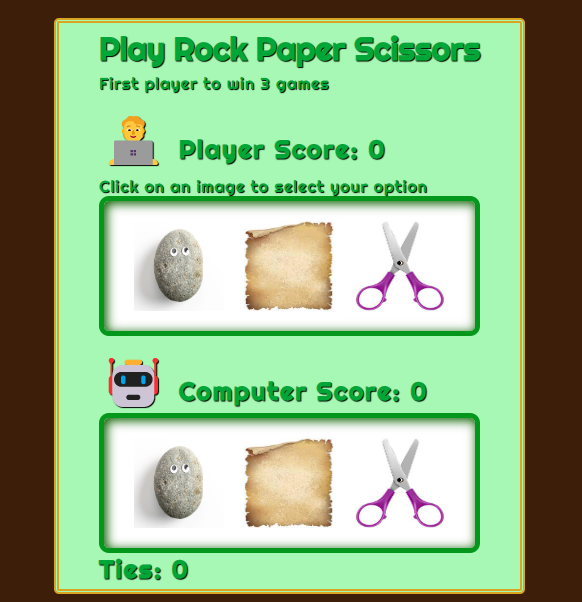 Play Rock Paper Scissors
First player to win 3 games
Player Score: 0
Click on an image to select your option
Computer Score: 0
Ties: 0